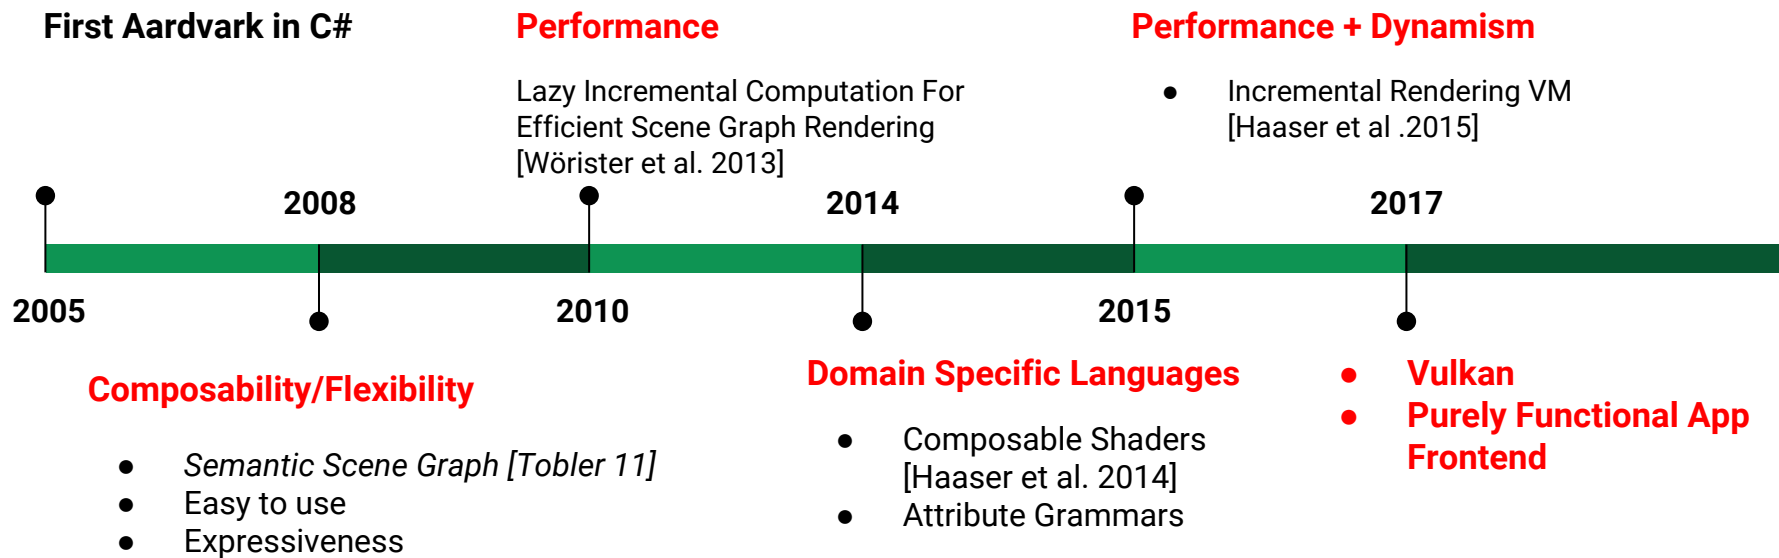 First Aardvark in C#
Performance
Performance + Dynamism
Lazy Incremental Computation For
Efficient Scene Graph Rendering
[Wörister et al. 2013]
● Incremental Rendering VM
[Haaser et al .2015]
2008
2014
2017
2005
2010
2015
Composability/Flexibility
● Semantic Scene Graph [Tobler 11]
● Easy to use
● Expressiveness
Domain Specific Languages
● Composable Shaders
[Haaser et al. 2014]
● Attribute Grammars
● Vulkan
● Purely Functional App
Frontend